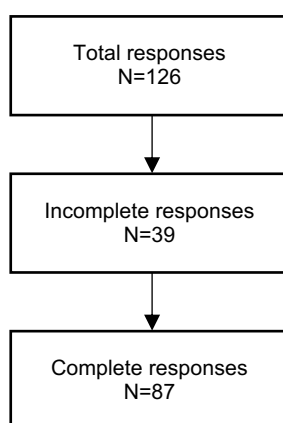 Total responses
N=126
Incomplete responses
N=39
Complete responses
N=87